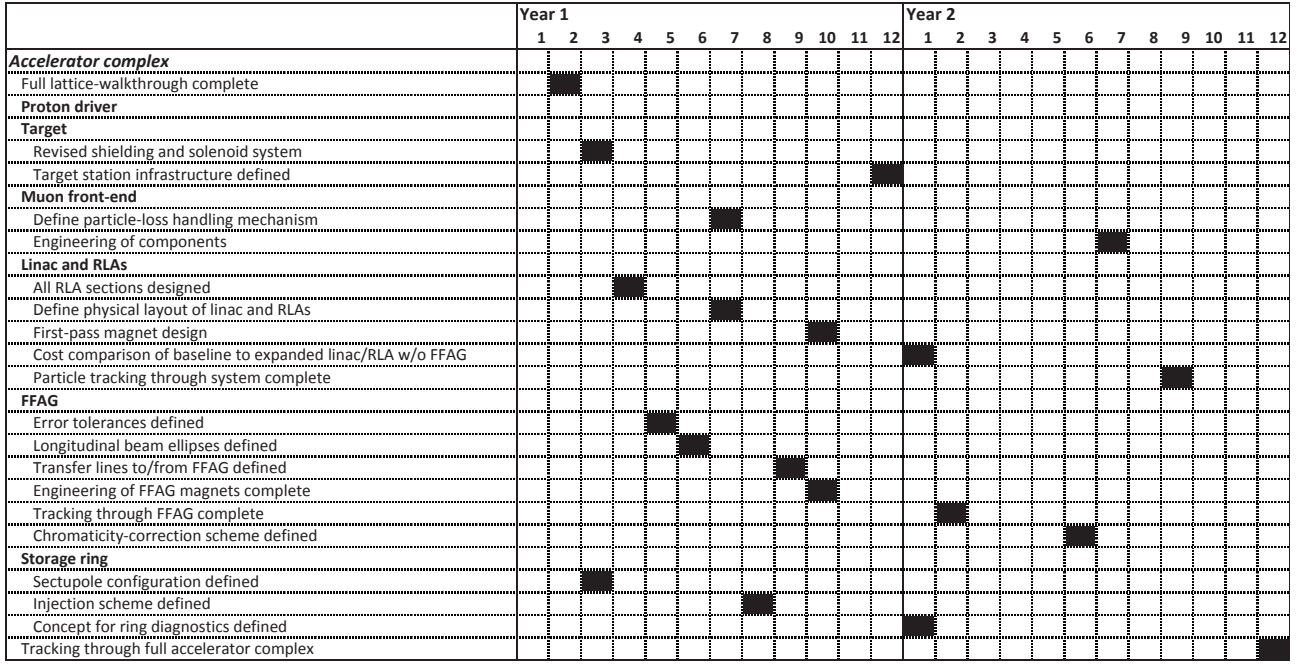 Year 1 Year 2
1 2 3 4 5 6 7 8 9 10 11 12 1 2 3 4 5 6 7 8 9 10 11 12
Accelerator complex
Full lattice-walkthrough complete
Proton driver
Target
Revised shielding and solenoid system
Target station infrastructure defined
Muon front-end
Define particle-loss handling mechanism
Engineering of components
Linac and RLAs
All RLA sections designed
Define physical layout of linac and RLAs
First-pass magnet design
Cost comparison of baseline to expanded linac/RLA w/o FFAG
Particle tracking through system complete
FFAG
Error tolerances defined
Longitudinal beam ellipses defined
Transfer lines to/from FFAG defined
Engineering of FFAG magnets complete
Tracking through FFAG complete
Chromaticity-correction scheme defined
Storage ring
Sectupole configuration defined
Injection scheme defined
Concept for ring diagnostics defined
Tracking through full accelerator complex